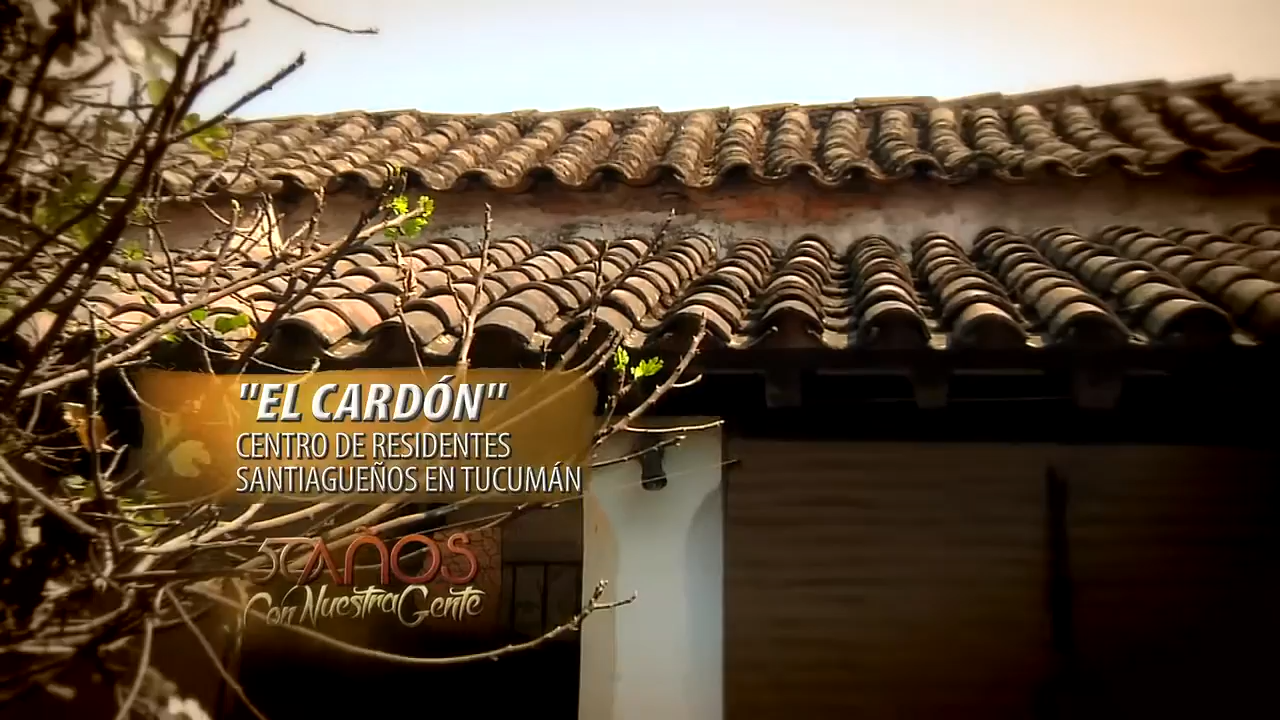 "EL CARDÓN"
CENTRO DE RESIDENTES
SANTIAGUEÑOS EN TUCUMÁN
50 AÑOS
Con Nuestra Gente